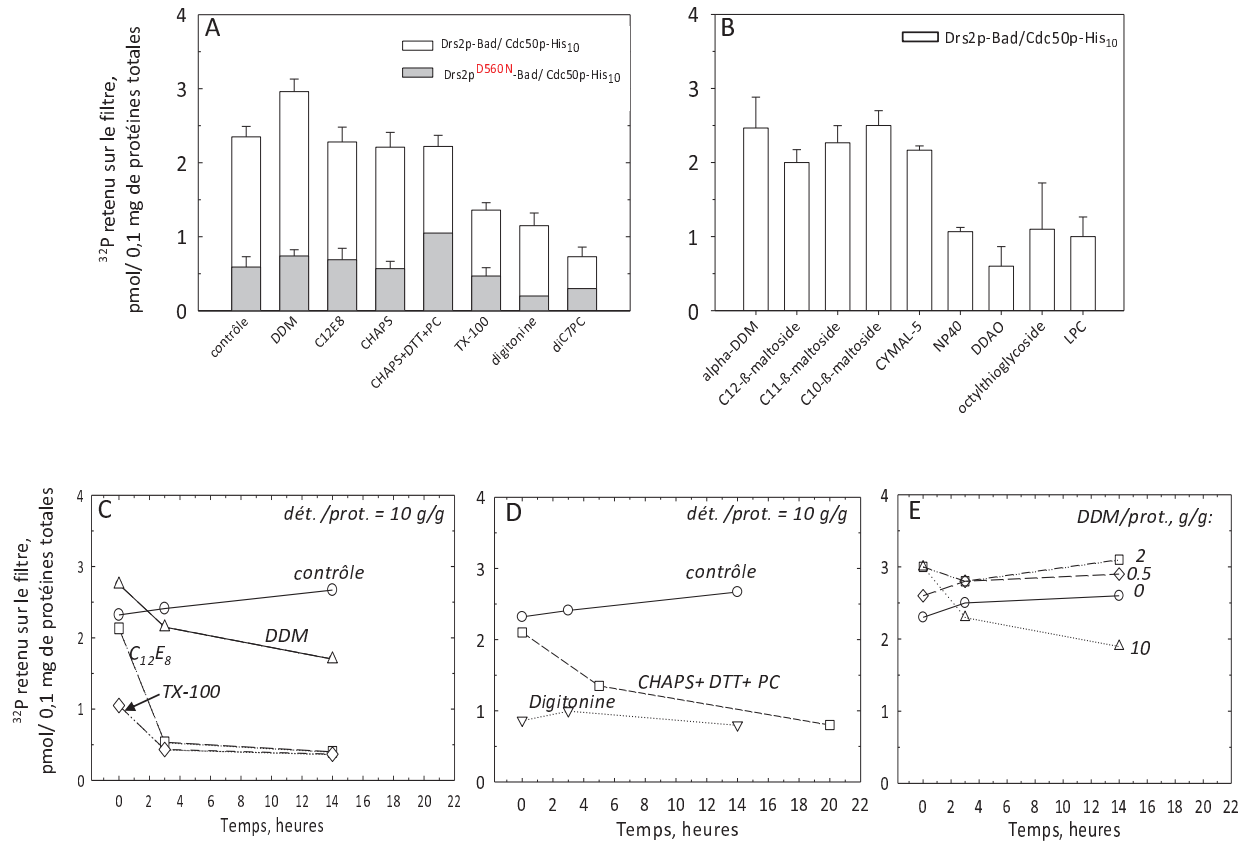 A
Drs2p-Bad/ Cdc50p-His10
Drs2pD560N-Bad/ Cdc50p-His10
32P retenu sur le filtre,
pmol/ 0,1 mg de protéines totales
4
3
2
1
0
contrôle
DDM
C12E8
CHAPS
CHAPS+DTT+PC
TX-100
digitonine
diC7PC
B
Drs2p-Bad/ Cdc50p-His10
4
3
2
1
0
alpha-DDM
C12-ß-maltoside
C11-ß-maltoside
C10-ß-maltoside
CYMAL-5
NP40
DDAO
octylthioglycoside
LPC
32P retenu sur le filtre,
pmol/ 0,1 mg de protéines totales
C
dét. /prot. = 10 g/g
contrôle
DDM
C12E8
TX-100
4
3
2
1
0
0 2 4 6 8 10 12 14 16 18 20 22
Temps, heures
D
dét. /prot. = 10 g/g
contrôle
CHAPS+ DTT+ PC
Digitonine
4
3
2
1
0
0 2 4 6 8 10 12 14 16 18 20 22
Temps, heures
E
DDM/prot., g/g:
2
0.5
0
10
4
3
2
1
0
0 2 4 6 8 10 12 14 16 18 20 22
Temps, heures